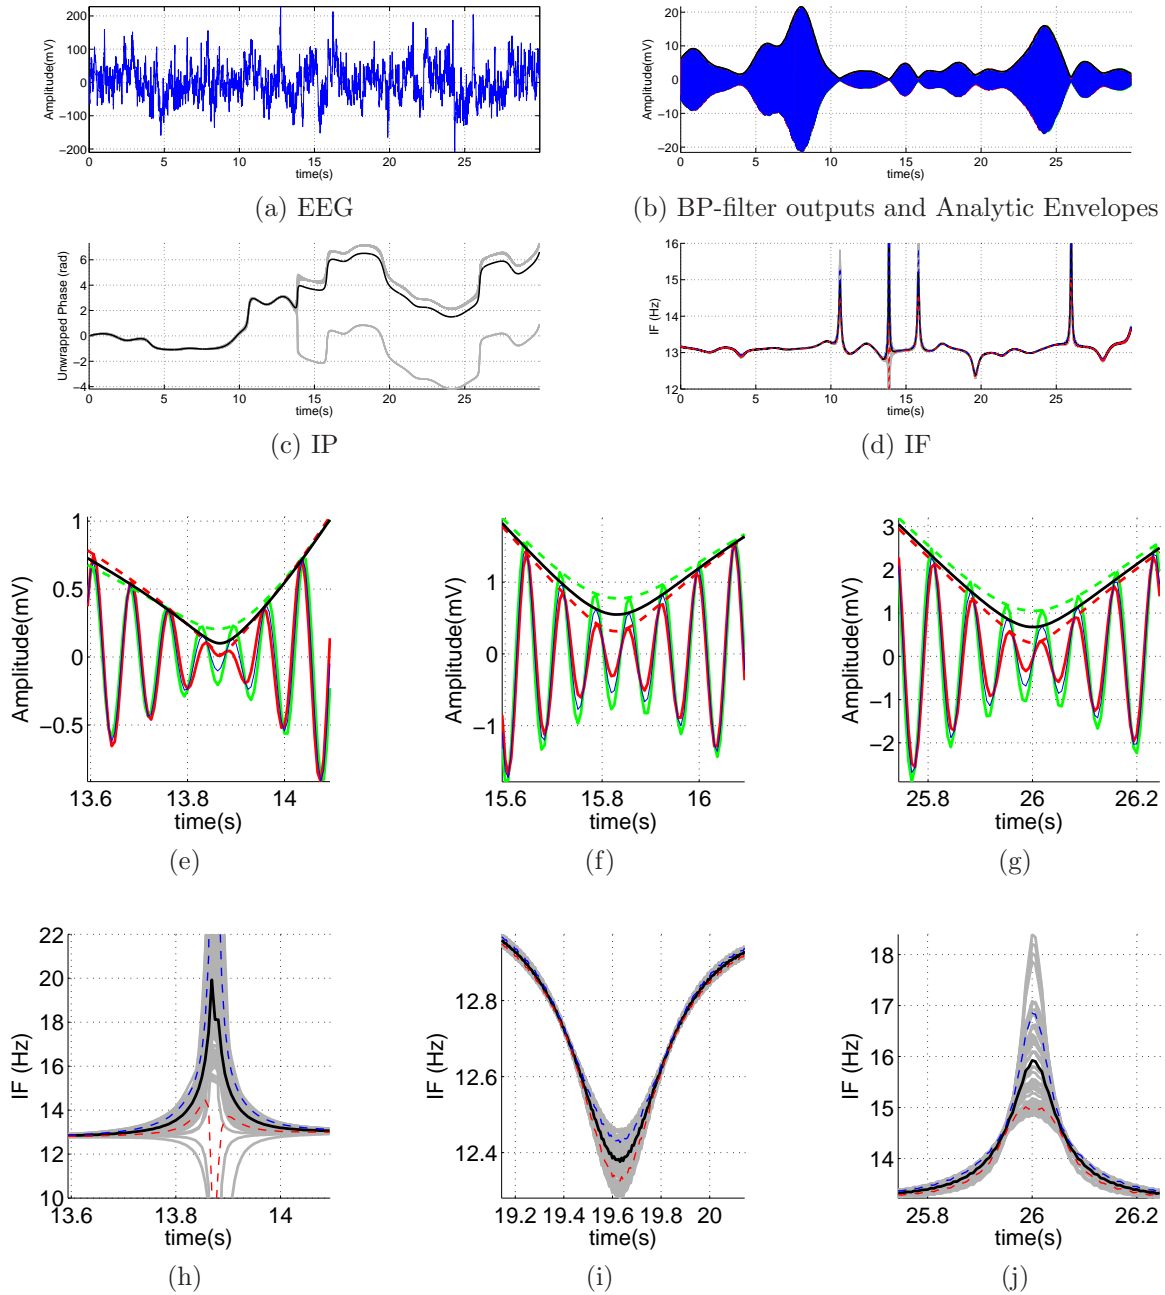 200
100
0
−100
−200
Amplitude(mV)
0 5 10 15 20 25
time(s)
(a) EEG
20
10
0
−10
−20
Amplitude(mV)
0 5 10 15 20 25
time(s)
(b) BP-filter outputs and Analytic Envelopes
6
4
2
0
−2
−4
Unwrapped Phase (rad)
0 5 10 15 20 25
time(s)
(c) IP
16
15
14
13
12
IF (Hz)
0 5 10 15 20 25
time(s)
(d) IF
1
0.5
0
−0.5
Amplitude(mV)
13.6 13.8 14
time(s)
(e)
1
0
−1
Amplitude(mV)
15.6 15.8 16
time(s)
(f)
3
2
1
0
−1
−2
Amplitude(mV)
25.8 26 26.2
time(s)
(g)
22
20
18
16
14
12
10
IF (Hz)
13.6 13.8 14
time(s)
(h)
12.8
12.6
12.4
IF (Hz)
19.2 19.4 19.6 19.8 20
time(s)
(i)
18
17
16
15
14
IF (Hz)
25.8 26 26.2
time(s)
(j)